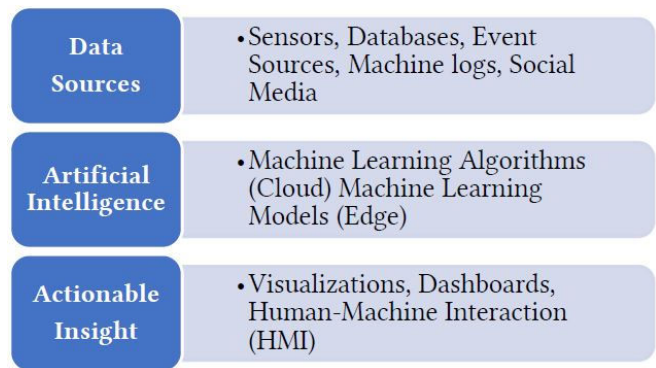 Data
Sources
•Sensors, Databases, Event
Sources, Machine logs, Social
Media
Artificial
Intelligence
•Machine Learning Algorithms
(Cloud) Machine Learning
Models (Edge)
Actionable
Insight
•Visualizations, Dashboards,
Human-Machine Interaction
(HMI)